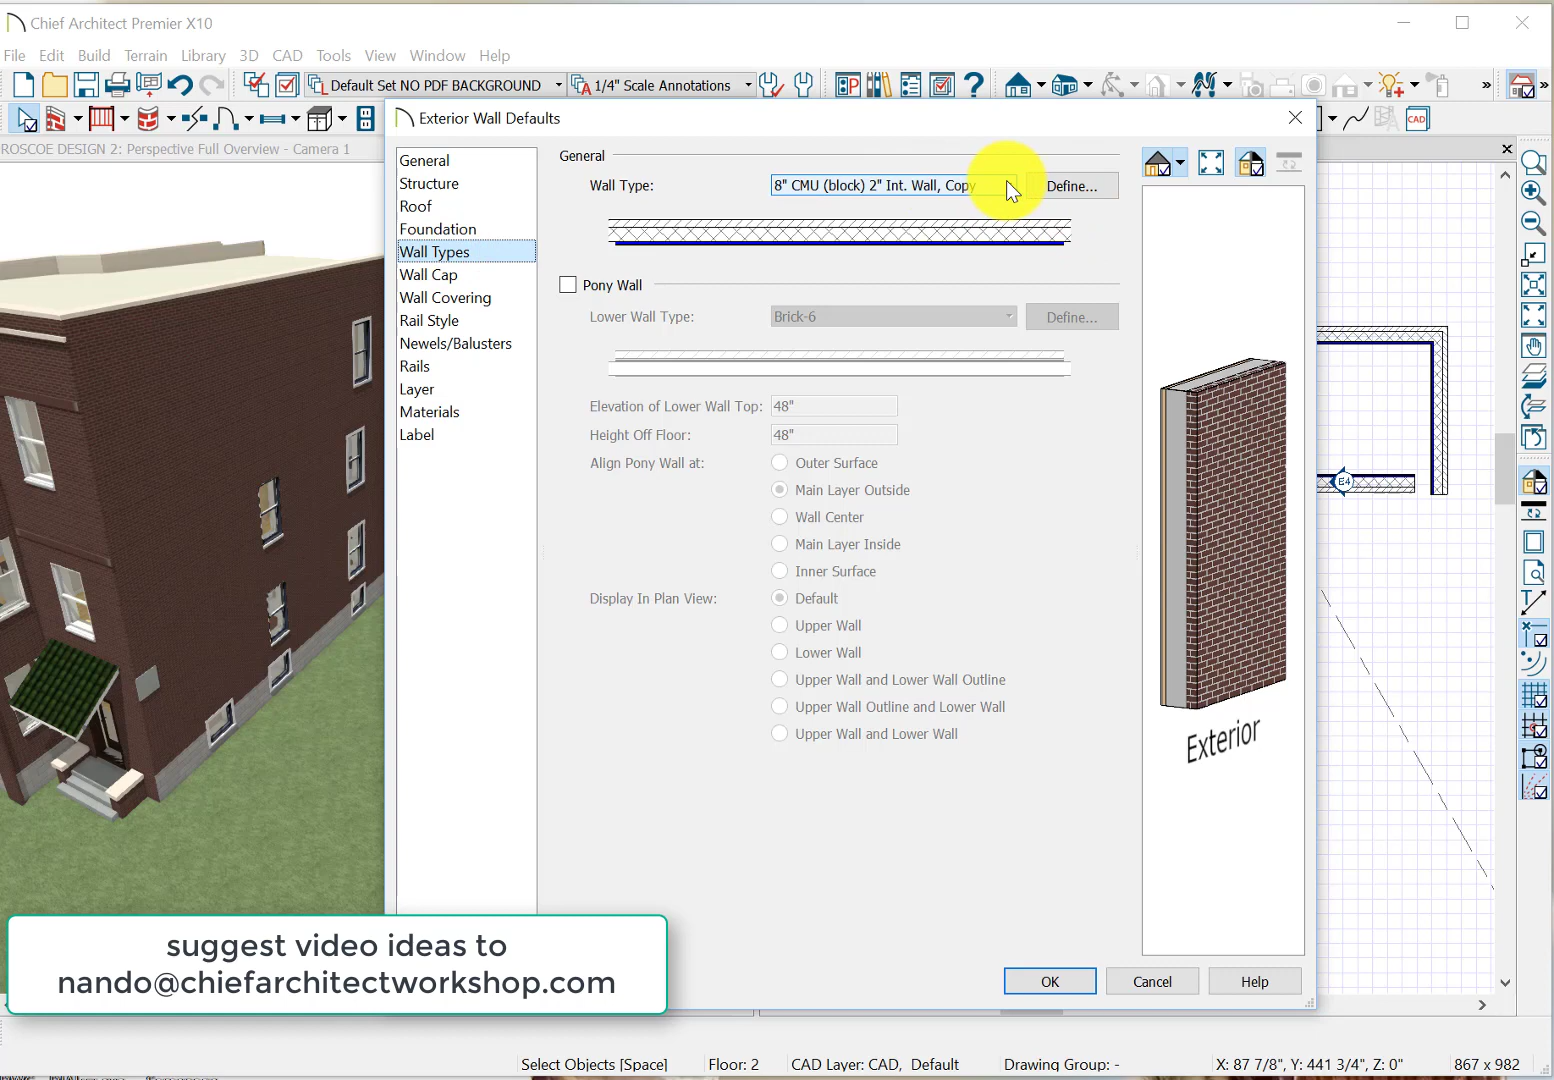 Chief Architect Premier X10
File Edit Build Terrain Library 3D CAD Tools View Window Help
Default Set NO PDF BACKGROUND 1/4" Scale Annotations
Exterior Wall Defaults
ROSCOE DESIGN 2: Perspective Full Overview - Camera 1
CAD
General
Structure
Roof
Foundation
Wall Types
Wall Cap
Wall Covering
Rail Style
Newels/Balusters
Rails
Layer
Materials
Label
General
Wall Type: 8" CMU (block) 2" Int. Wall, Copy Define...
Pony Wall
Lower Wall Type: Brick-6 Define...
Elevation of Lower Wall Top: 48"
Height Off Floor: 48"
Align Pony Wall at: Outer Surface
Main Layer Outside
Wall Center
Main Layer Inside
Inner Surface
Display In Plan View: Default
Upper Wall
Lower Wall
Upper Wall and Lower Wall Outline
Upper Wall Outline and Lower Wall
Upper Wall and Lower Wall
Exterior
E4
OK Cancel Help
suggest video ideas to
nando@chiefarchitectworkshop.com
Select Objects [Space] Floor: 2 CAD Layer: CAD, Default Drawing Group: - X: 87 7/8", Y: 441 3/4", Z: 0" 867 x 982